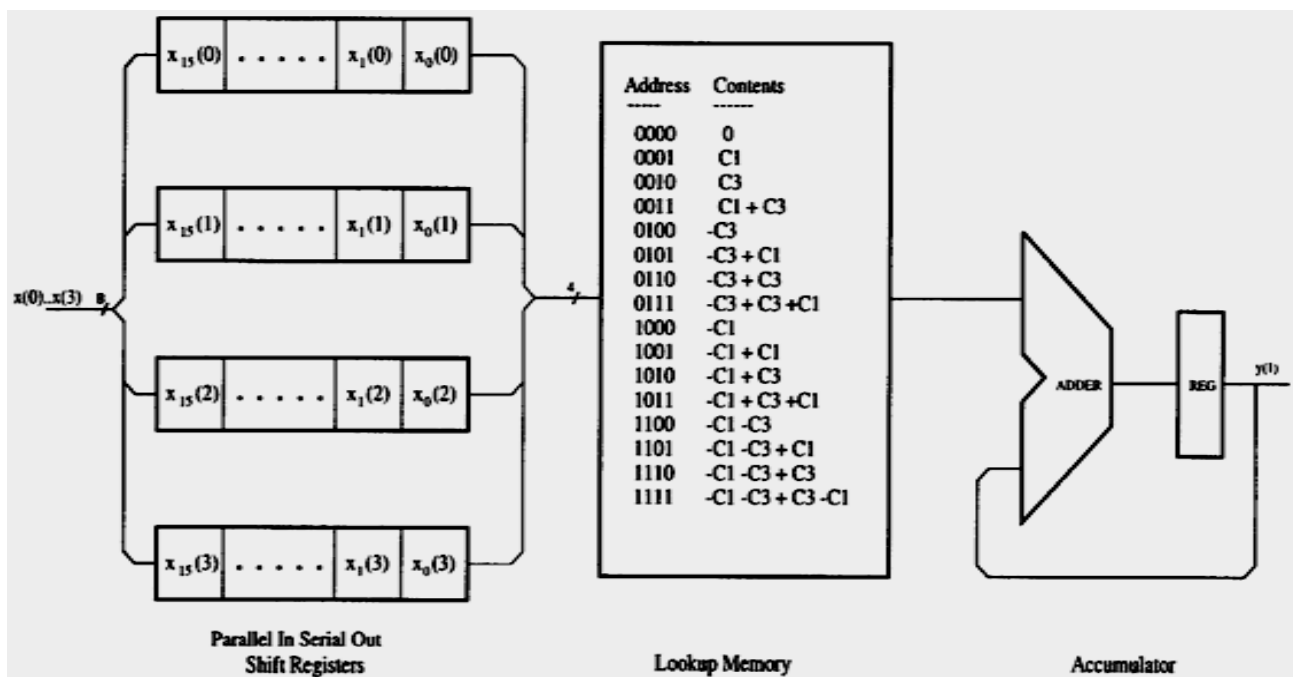 x₁₅(0) . . . . . x₁(0) x₀(0)
x₁₅(1) . . . . . x₁(1) x₀(1)
x(0)..x(3) 8
x₁₅(2) . . . . . x₁(2) x₀(2)
x₁₅(3) . . . . . x₁(3) x₀(3)
Parallel In Serial Out
Shift Registers
4
Address Contents
----- ------
0000 0
0001 C1
0010 C3
0011 C1 + C3
0100 -C3
0101 -C3 + C1
0110 -C3 + C3
0111 -C3 + C3 +C1
1000 -C1
1001 -C1 + C1
1010 -C1 + C3
1011 -C1 + C3 +C1
1100 -C1 -C3
1101 -C1 -C3 + C1
1110 -C1 -C3 + C3
1111 -C1 -C3 + C3 -C1
Lookup Memory
ADDER
REG
y(1)
Accumulator